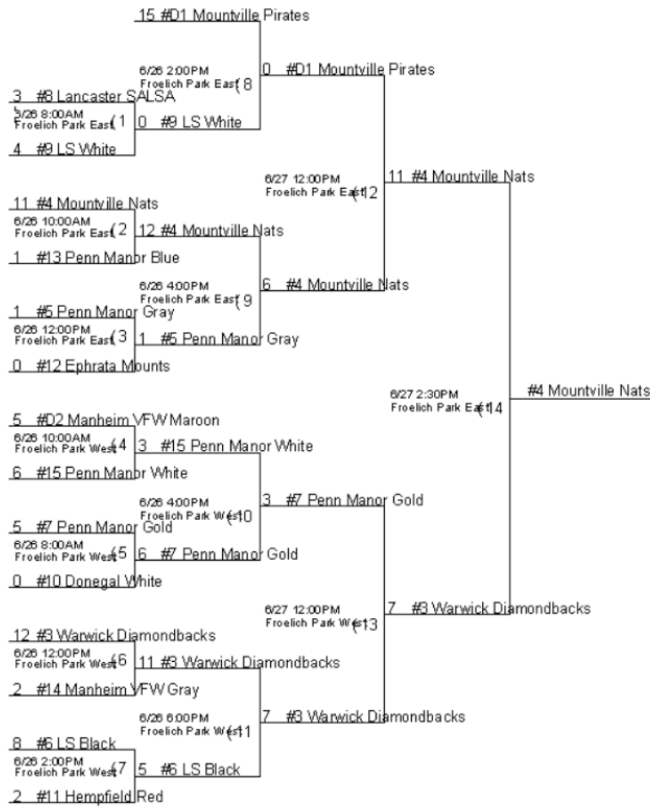 15 #D1 Mountville Pirates
6/26 2:00PM
Froelich Park East (8
0 #D1 Mountville Pirates
3 #8 Lancaster SALSA
8:00AM
Froelich Park East (1
0 #9 LS White
4 #9 LS White
6/27 12:00PM
Froelich Park East (12
11 #4 Mountville Nats
11 #4 Mountville Nats
6/26 10:00AM
Froelich Park East (2
12 #4 Mountville Nats
1 #13 Penn Manor Blue
6/26 4:00PM
Froelich Park East (9
6 #4 Mountville Nats
1 #5 Penn Manor Gray
6/26 12:00PM
Froelich Park East (3
1 #5 Penn Manor Gray
0 #12 Ephrata Mounts
6/27 2:30PM
Froelich Park East (14
#4 Mountville Nats
5 #D2 Manheim VFW Maroon
6/26 10:00AM
Froelich Park West (4
3 #15 Penn Manor White
6 #15 Penn Manor White
6/26 4:00PM
Froelich Park West (10
3 #7 Penn Manor Gold
5 #7 Penn Manor Gold
6/26 8:00AM
Froelich Park West (5
6 #7 Penn Manor Gold
0 #10 Donegal White
6/27 12:00PM
Froelich Park West (13
7 #3 Warwick Diamondbacks
12 #3 Warwick Diamondbacks
6/26 12:00PM
Froelich Park West (6
11 #3 Warwick Diamondbacks
2 #14 Manheim VFW Gray
6/26 6:00PM
Froelich Park West (11
7 #3 Warwick Diamondbacks
8 #6 LS Black
6/26 2:00PM
Froelich Park West (7
5 #6 LS Black
2 #11 Hempfield Red